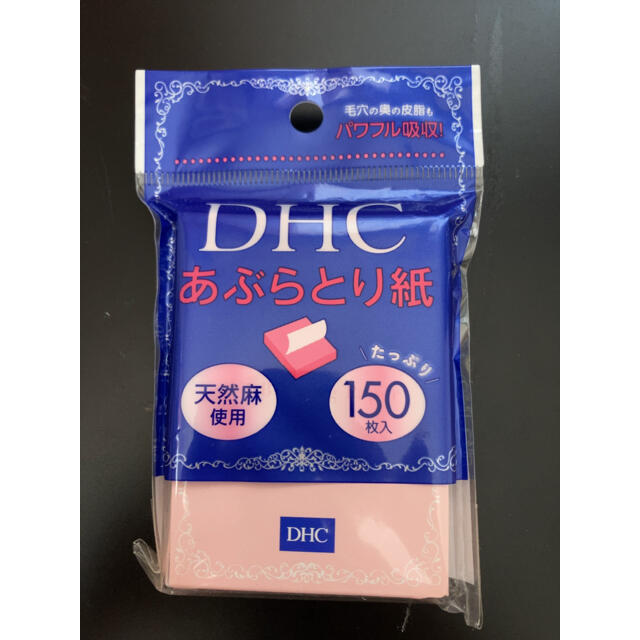 毛穴の奥の皮脂も
パワフル吸収!
DHC
あぶらとり紙
たっぷり
天然麻
使用
150
枚入
DHC